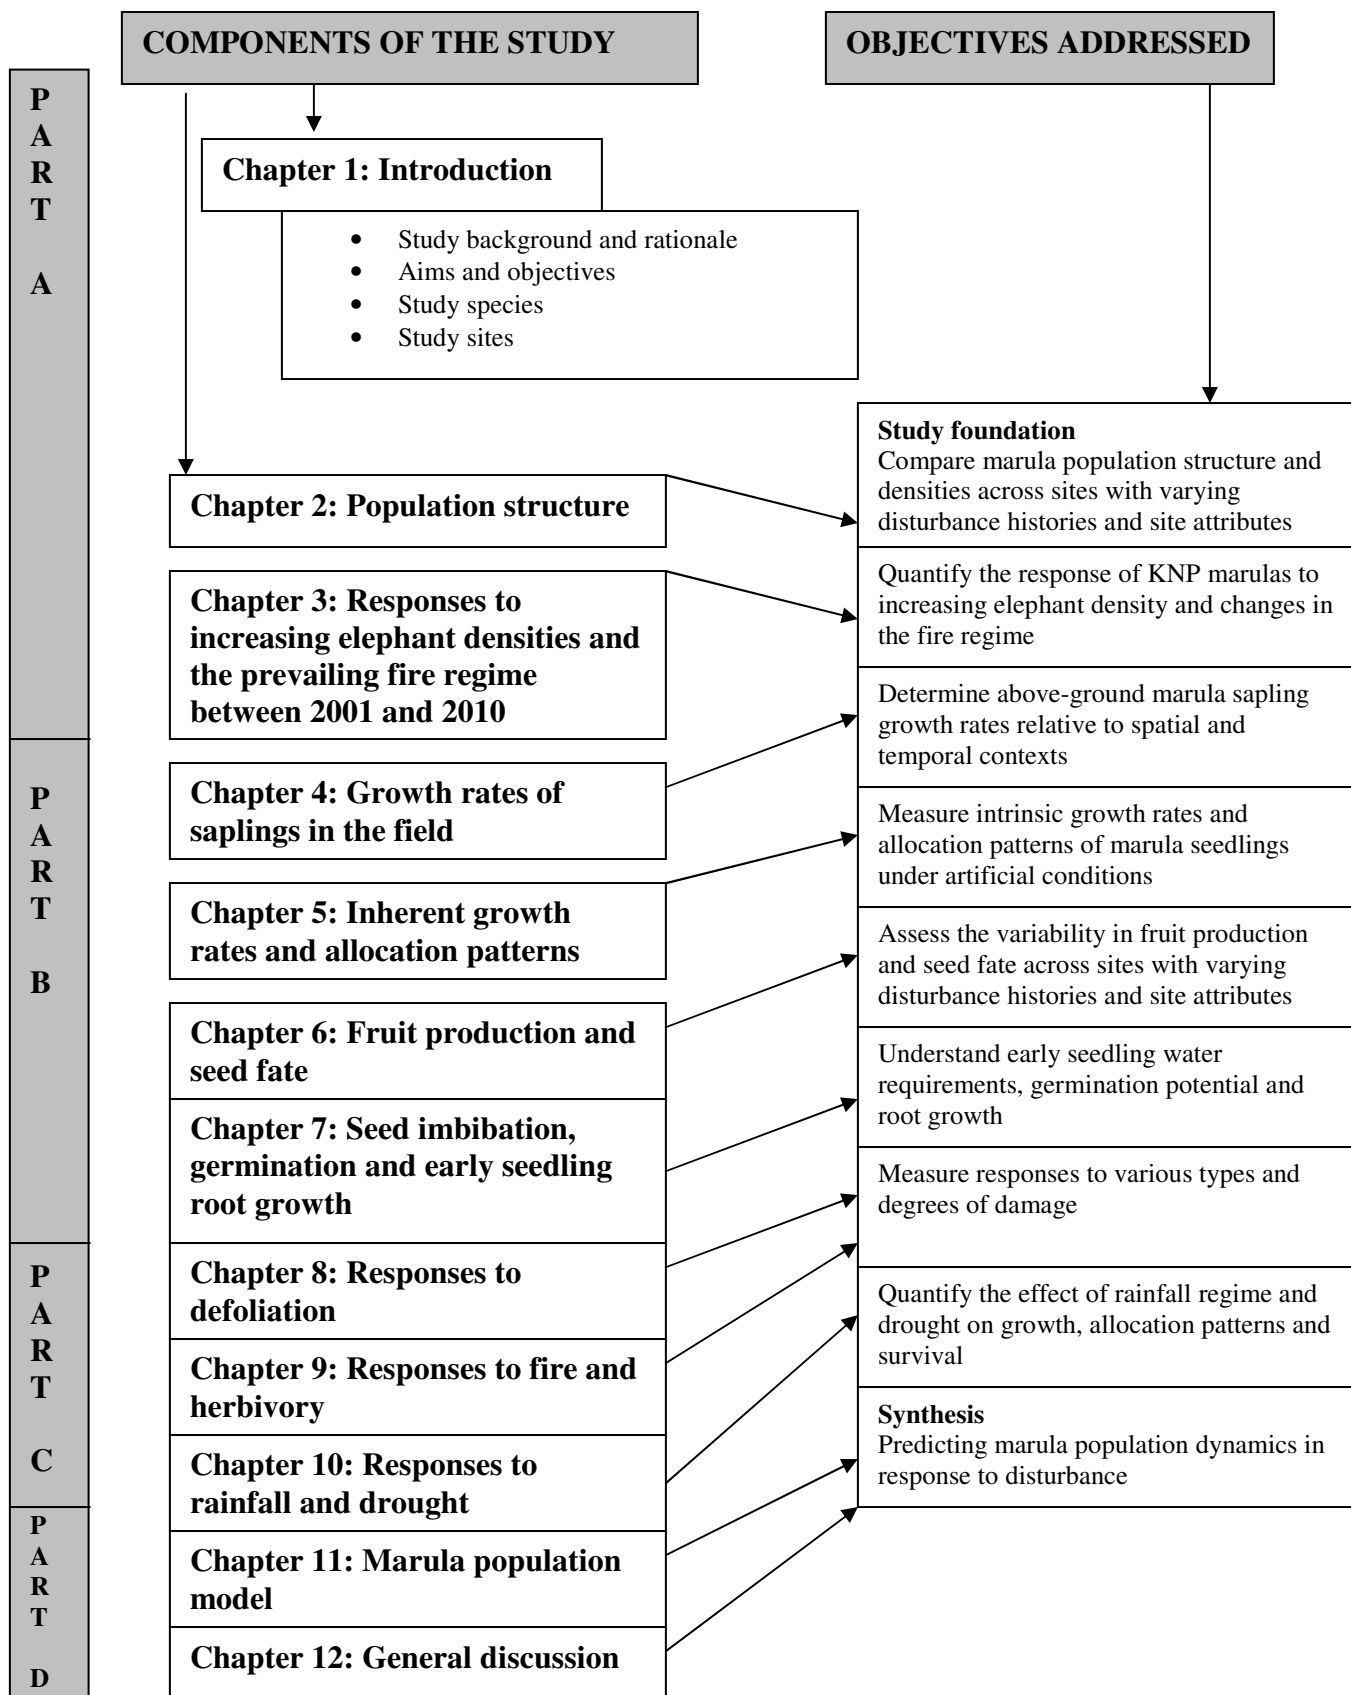 COMPONENTS OF THE STUDY
OBJECTIVES ADDRESSED
P
A
R
T
A
Chapter 1: Introduction
• Study background and rationale
• Aims and objectives
• Study species
• Study sites
Chapter 2: Population structure
Chapter 3: Responses to
increasing elephant densities and
the prevailing fire regime
between 2001 and 2010
P
A
R
T
B
Chapter 4: Growth rates of
saplings in the field
Chapter 5: Inherent growth
rates and allocation patterns
Chapter 6: Fruit production and
seed fate
Chapter 7: Seed imbibation,
germination and early seedling
root growth
P
A
R
T
C
Chapter 8: Responses to
defoliation
Chapter 9: Responses to fire and
herbivory
Chapter 10: Responses to
rainfall and drought
P
A
R
T
D
Chapter 11: Marula population
model
Chapter 12: General discussion
Study foundation
Compare marula population structure and
densities across sites with varying
disturbance histories and site attributes
Quantify the response of KNP marulas to
increasing elephant density and changes in
the fire regime
Determine above-ground marula sapling
growth rates relative to spatial and
temporal contexts
Measure intrinsic growth rates and
allocation patterns of marula seedlings
under artificial conditions
Assess the variability in fruit production
and seed fate across sites with varying
disturbance histories and site attributes
Understand early seedling water
requirements, germination potential and
root growth
Measure responses to various types and
degrees of damage
Quantify the effect of rainfall regime and
drought on growth, allocation patterns and
survival
Synthesis
Predicting marula population dynamics in
response to disturbance